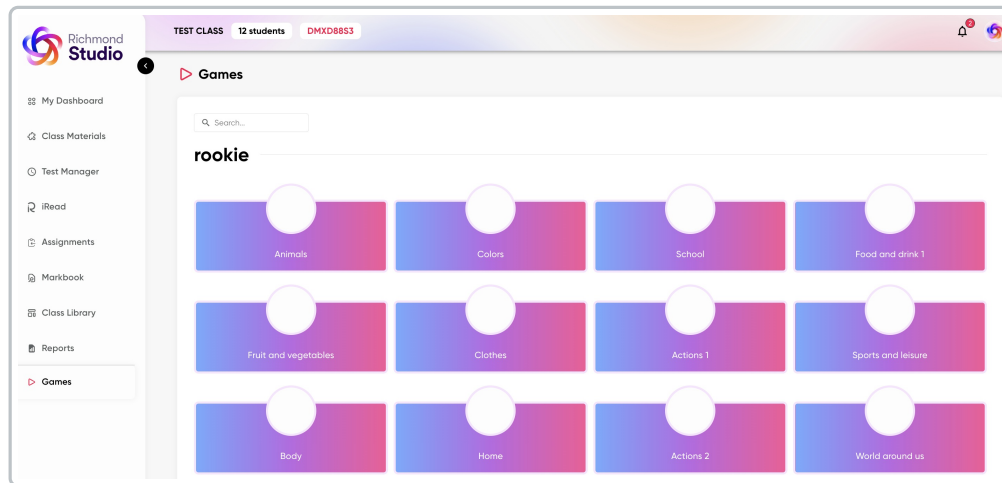 Richmond
Studio
TEST CLASS 12 students DMXD88S3
2
Games
My Dashboard
Class Materials
Test Manager
iRead
Assignments
Markbook
Class Library
Reports
Games
Search...
rookie
Animals Colors School Food and drink 1
Fruit and vegetables Clothes Actions 1 Sports and leisure
Body Home Actions 2 World around us